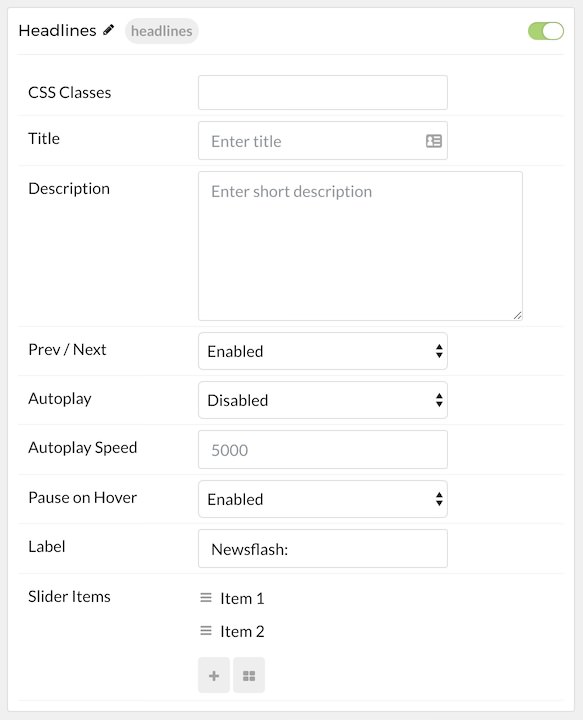 Headlines headlines
CSS Classes
Title Enter title
Description Enter short description
Prev / Next Enabled
Autoplay Disabled
Autoplay Speed 5000
Pause on Hover Enabled
Label Newsflash:
Slider Items Item 1
Item 2